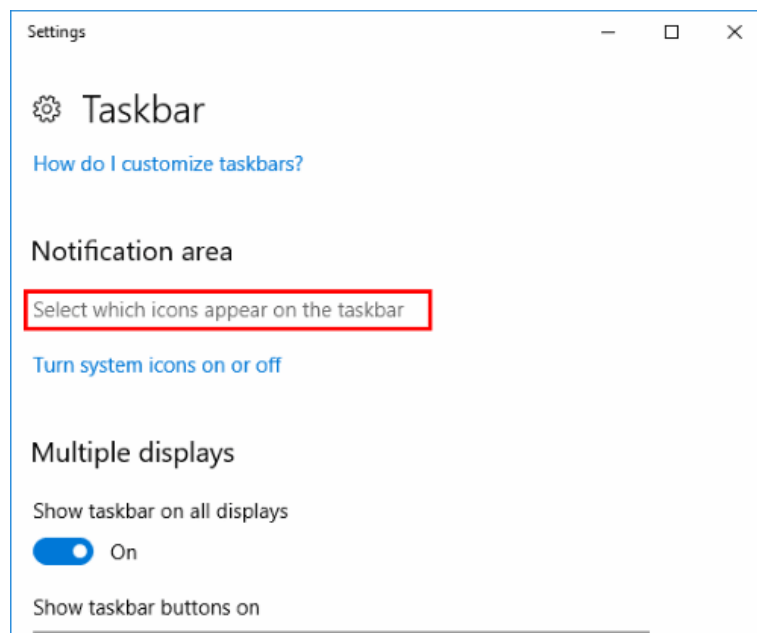 Settings
Taskbar
How do I customize taskbars?
Notification area
Select which icons appear on the taskbar
Turn system icons on or off
Multiple displays
Show taskbar on all displays
On
Show taskbar buttons on